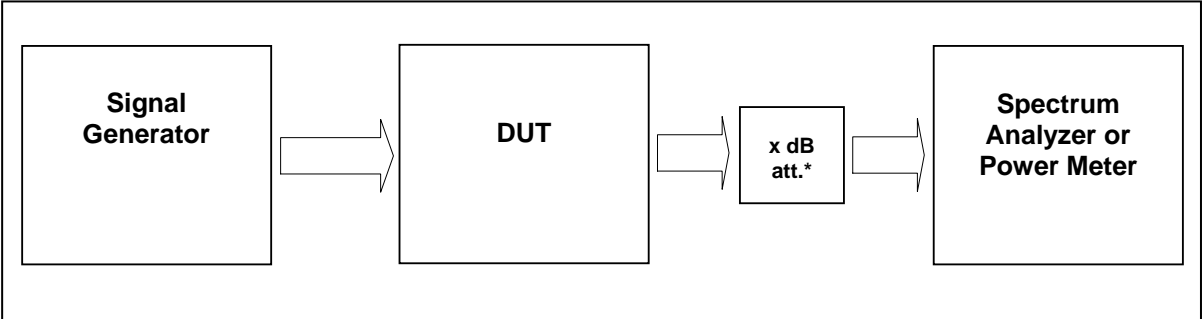 Signal
Generator
DUT
x dB
att.*
Spectrum
Analyzer or
Power Meter